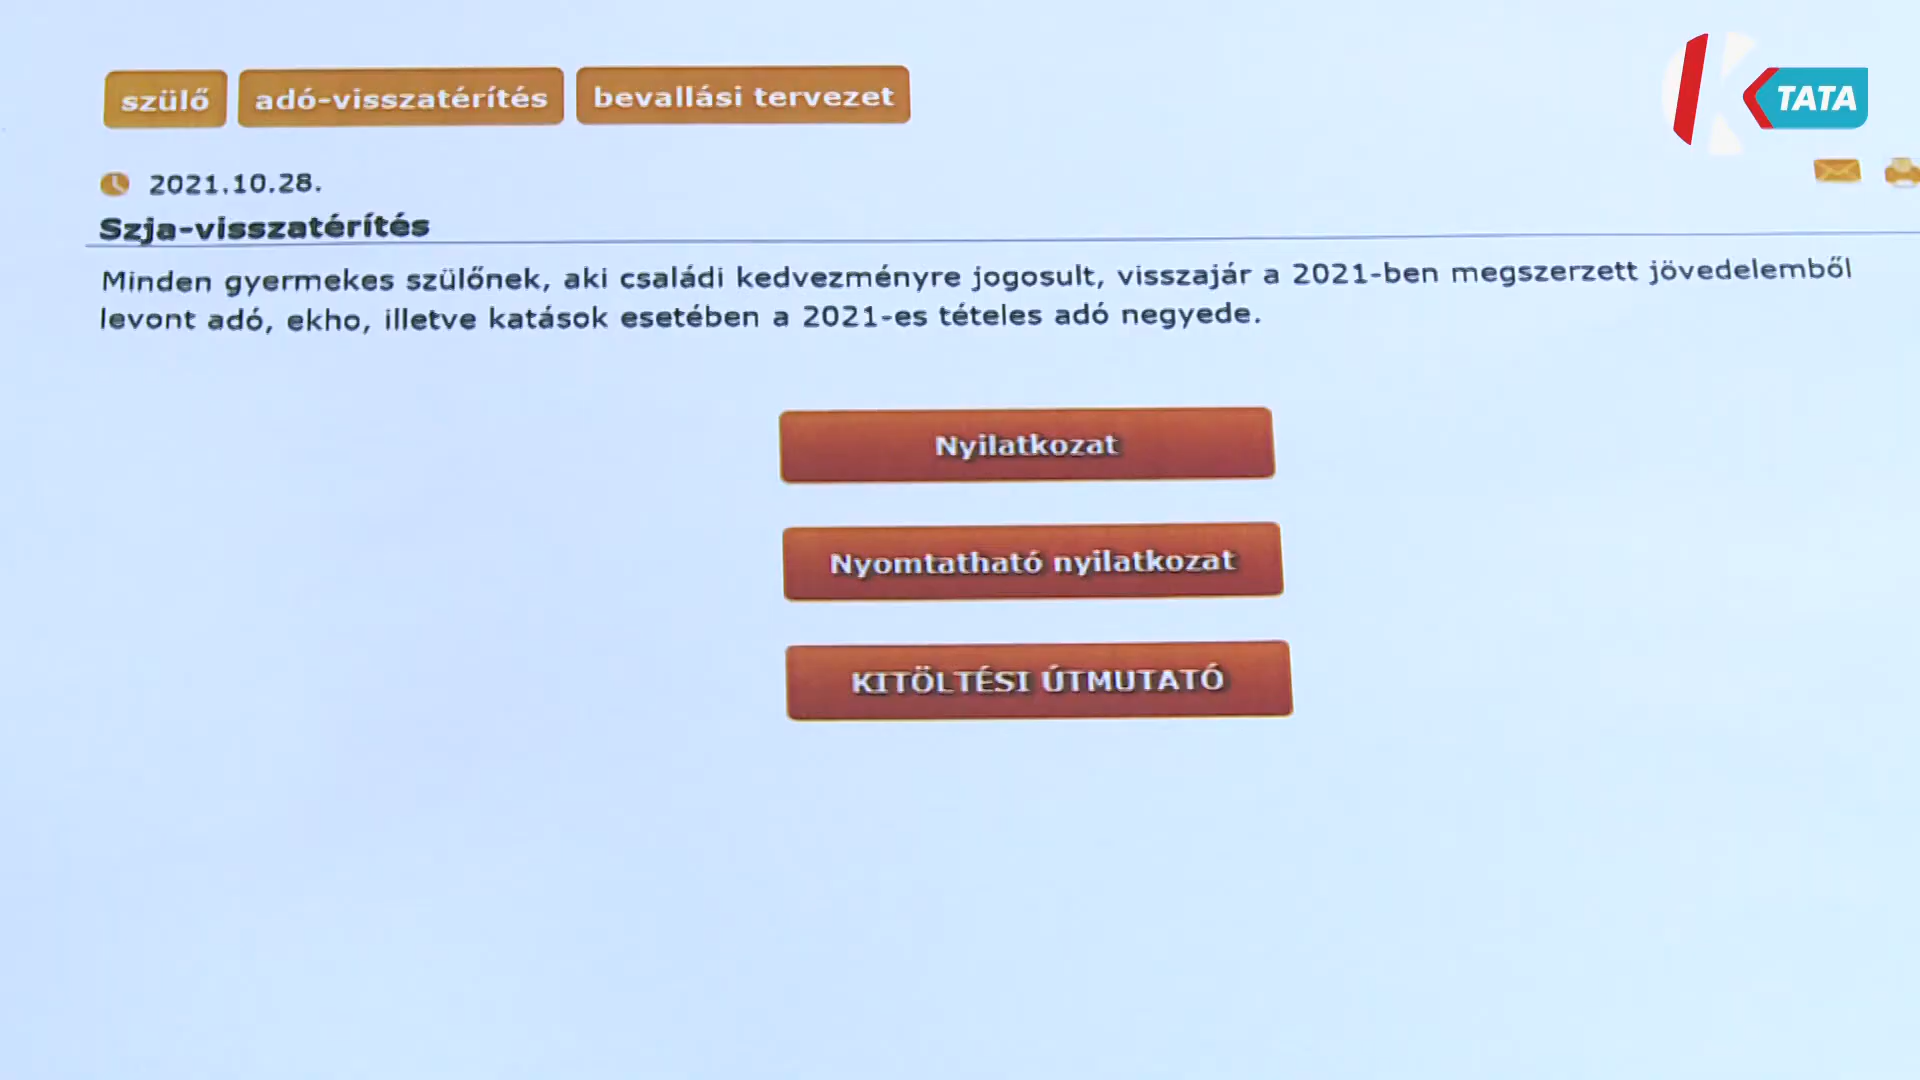 szülő adó-visszatérítés bevallási tervezet
TATA
2021.10.28.
Szja-visszatérítés
Minden gyermekes szülőnek, aki családi kedvezményre jogosult, visszajár a 2021-ben megszerzett jövedelemből
levont adó, ekho, illetve katások esetében a 2021-es tételes adó negyede.
Nyilatkozat
Nyomtatható nyilatkozat
KITÖLTÉSI ÚTMUTATÓ